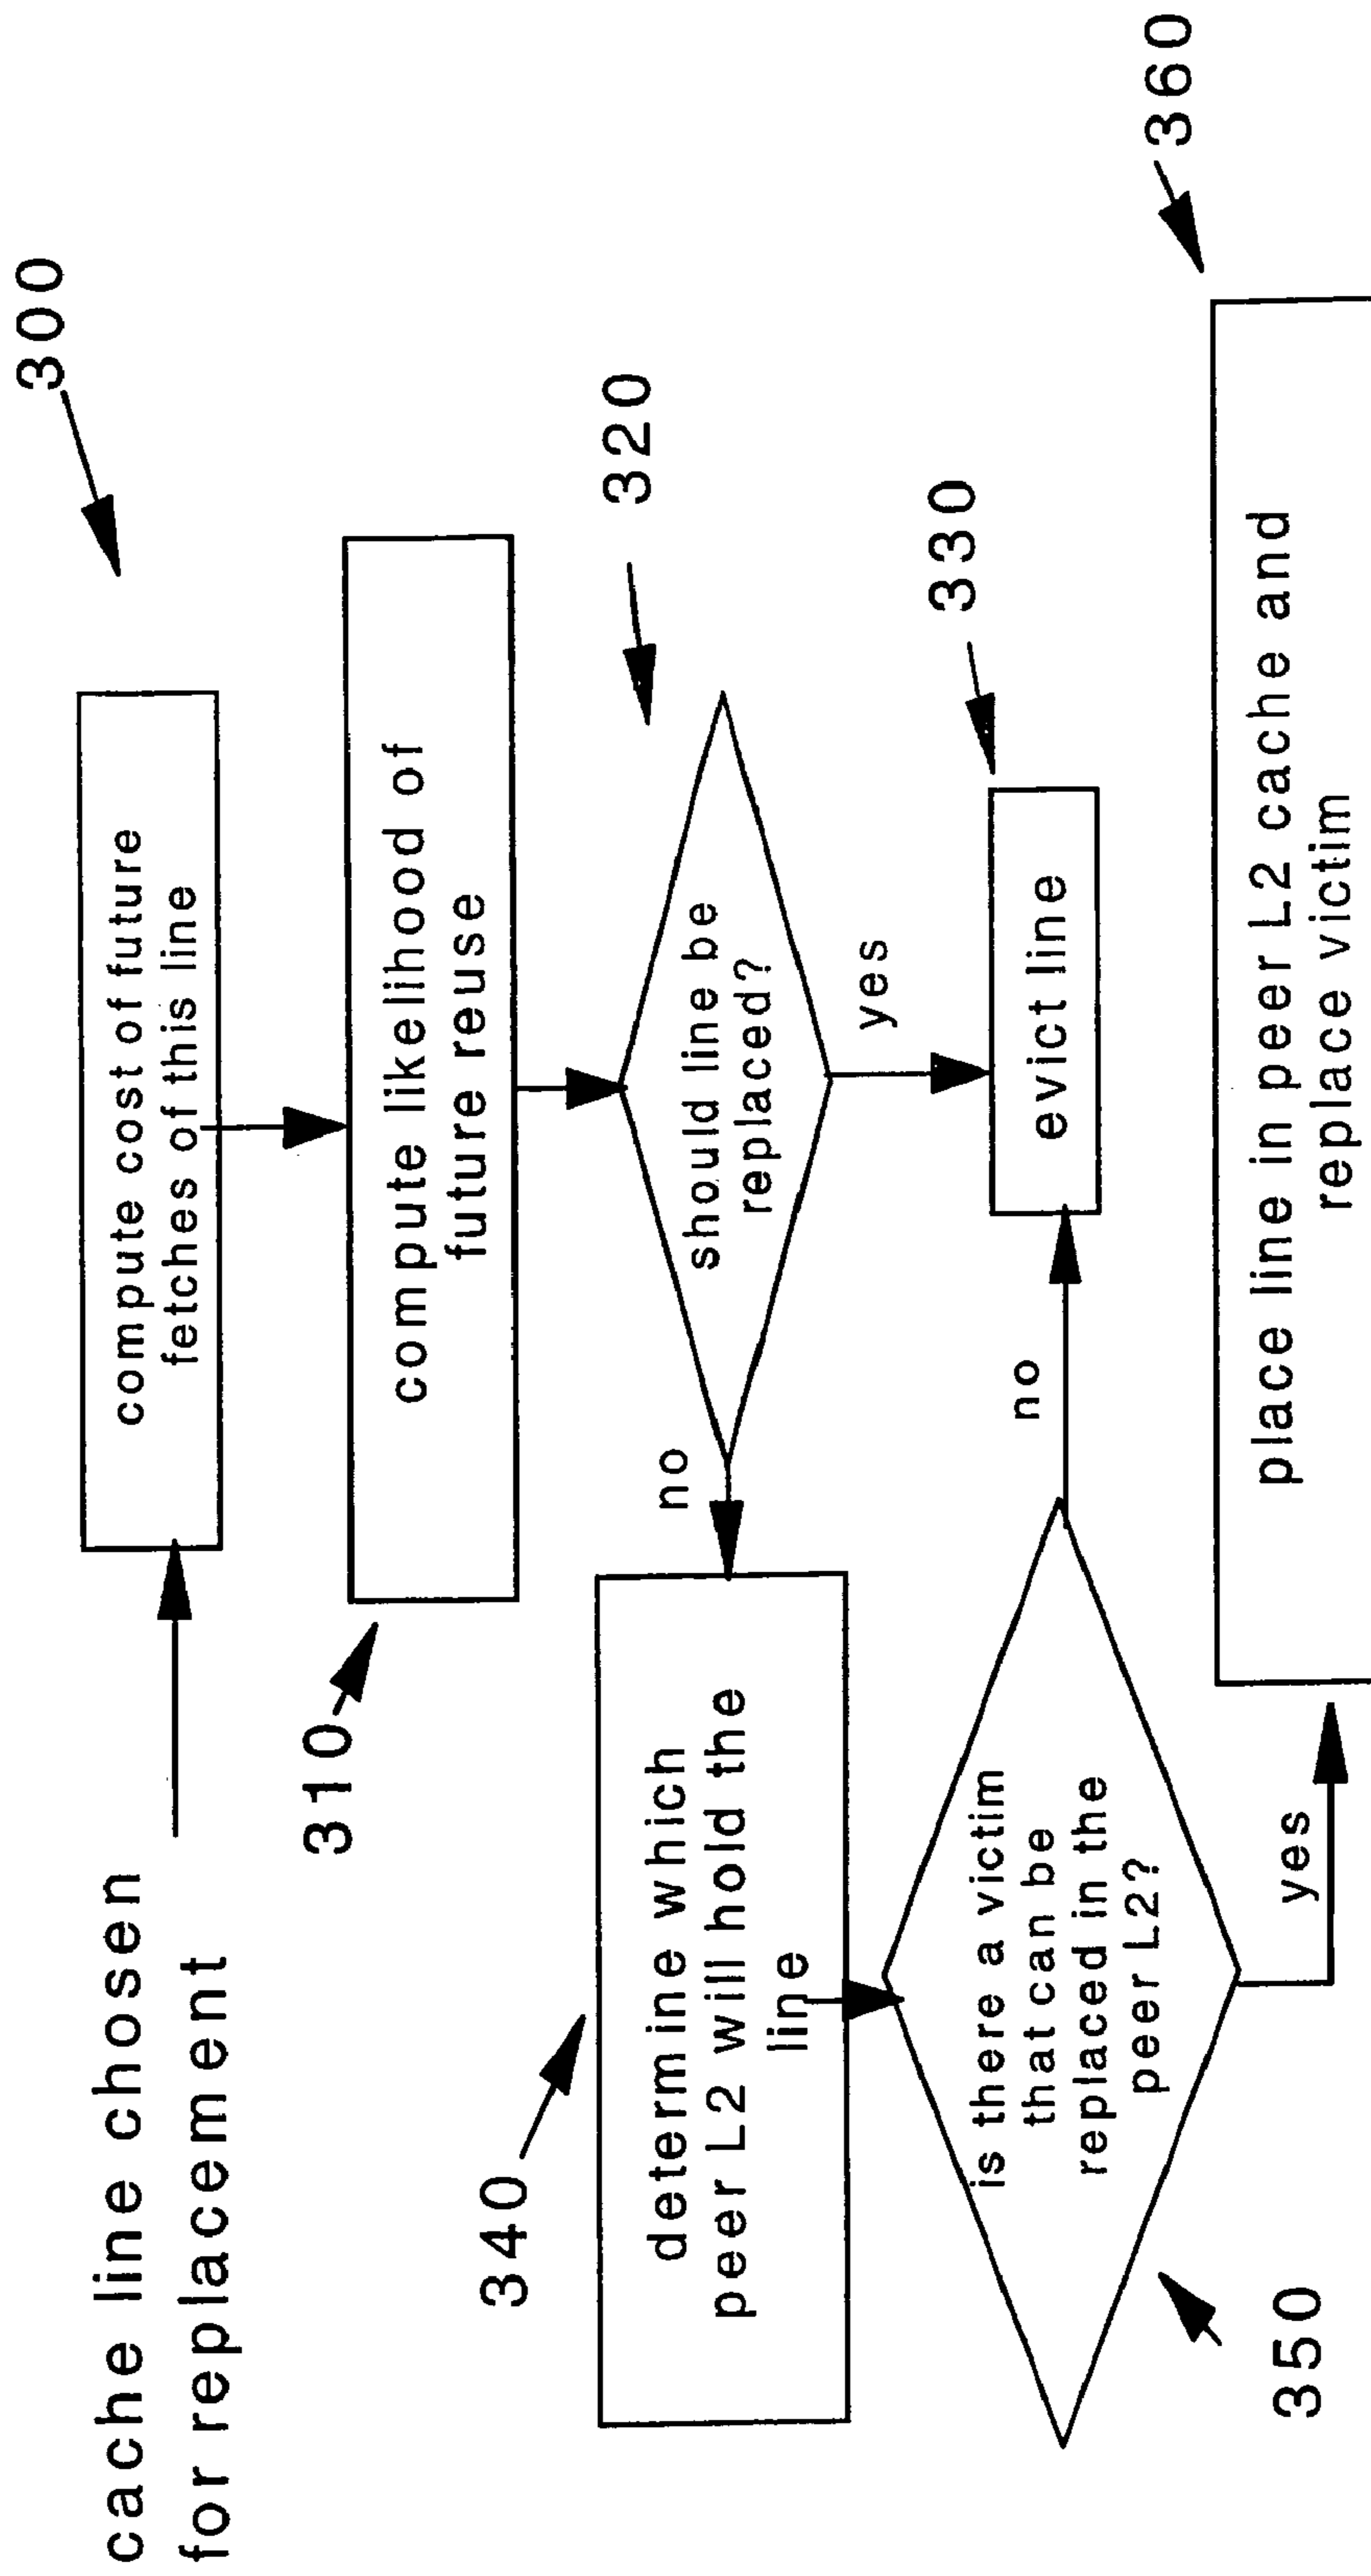 cache line chosen
for replacement
compute cost of future
fetches of this line
300
310
compute likelihood of
future reuse
320
should line be
replaced?
no
yes
340
determine which
peer L2 will hold the
line
330
evict line
no
is there a victim
that can be
replaced in the
peer L2?
350
yes
360
place line in peer L2 cache and
replace victim